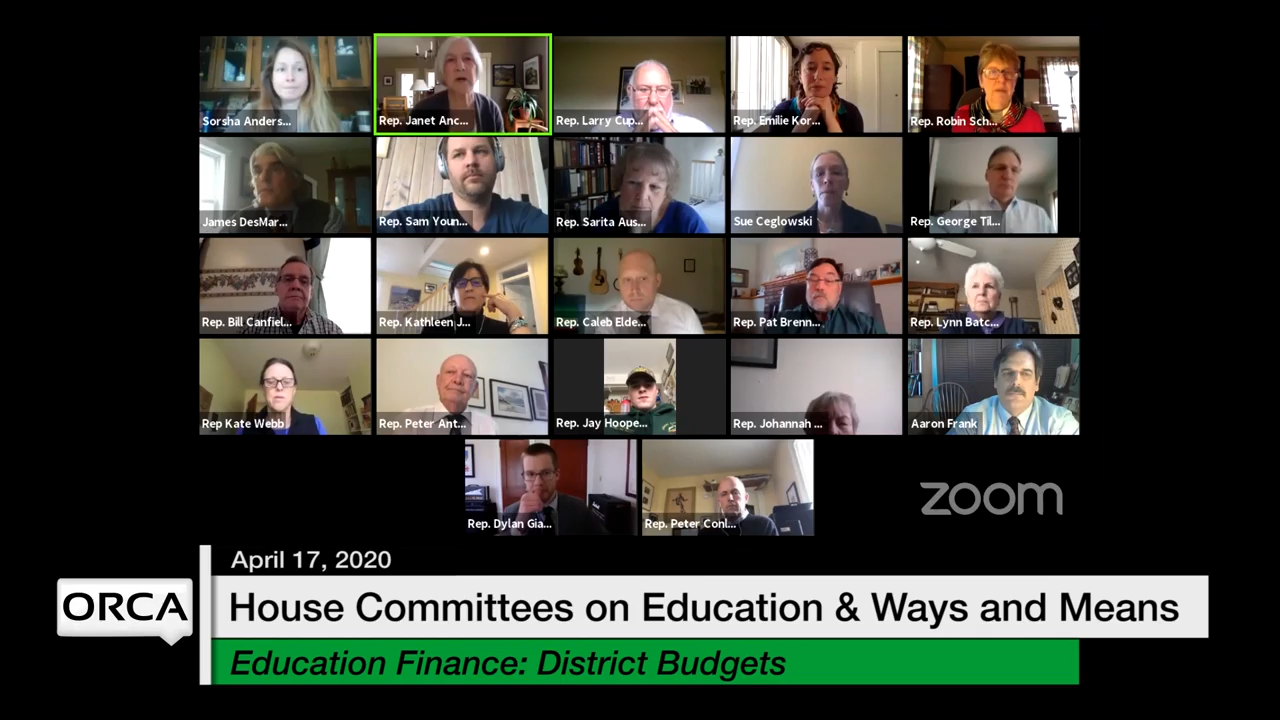 Sorsha Anders...
Rep. Janet Anc...
Rep. Larry Cup...
Rep. Emilie Kor...
Rep. Robin Sch...
James DesMar...
Rep. Sam Youn...
Rep. Sarita Aus...
Sue Ceglowski
Rep. George Til...
Rep. Bill Canfiel...
Rep. Kathleen J...
Rep. Caleb Elde...
Rep. Pat Brenn...
Rep. Lynn Batc...
Rep Kate Webb
Rep. Peter Ant...
Rep. Jay Hoope...
Rep. Johannah ...
Aaron Frank
Rep. Dylan Gia...
Rep. Peter Conl...
zoom
April 17, 2020
ORCA
House Committees on Education & Ways and Means
Education Finance: District Budgets